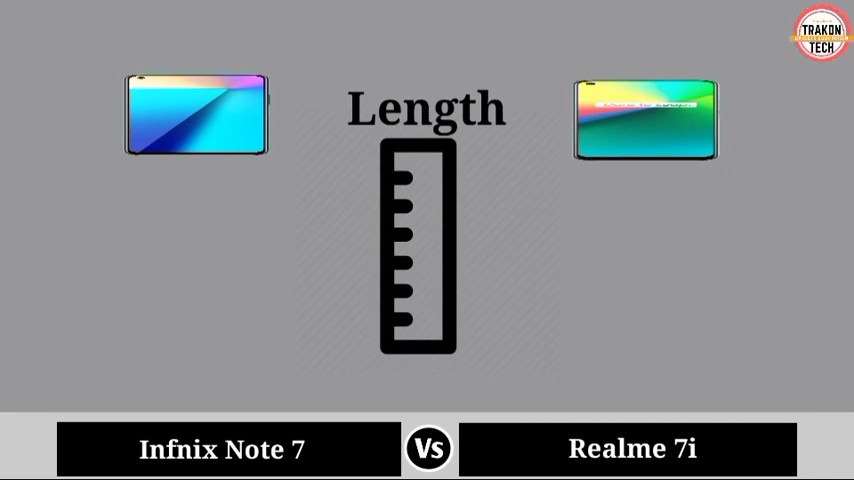 TRAKON
TECH
Length
Infnix Note 7
Vs
Realme 7i